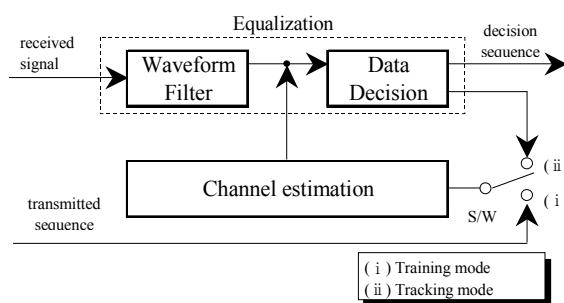 Equalization
received
signal
decision
sequence
Waveform
Filter
Data
Decision
Channel estimation
transmitted
sequence
S/W
( ⅱ
( ⅰ
( ⅰ ) Training mode
( ⅱ ) Tracking mode